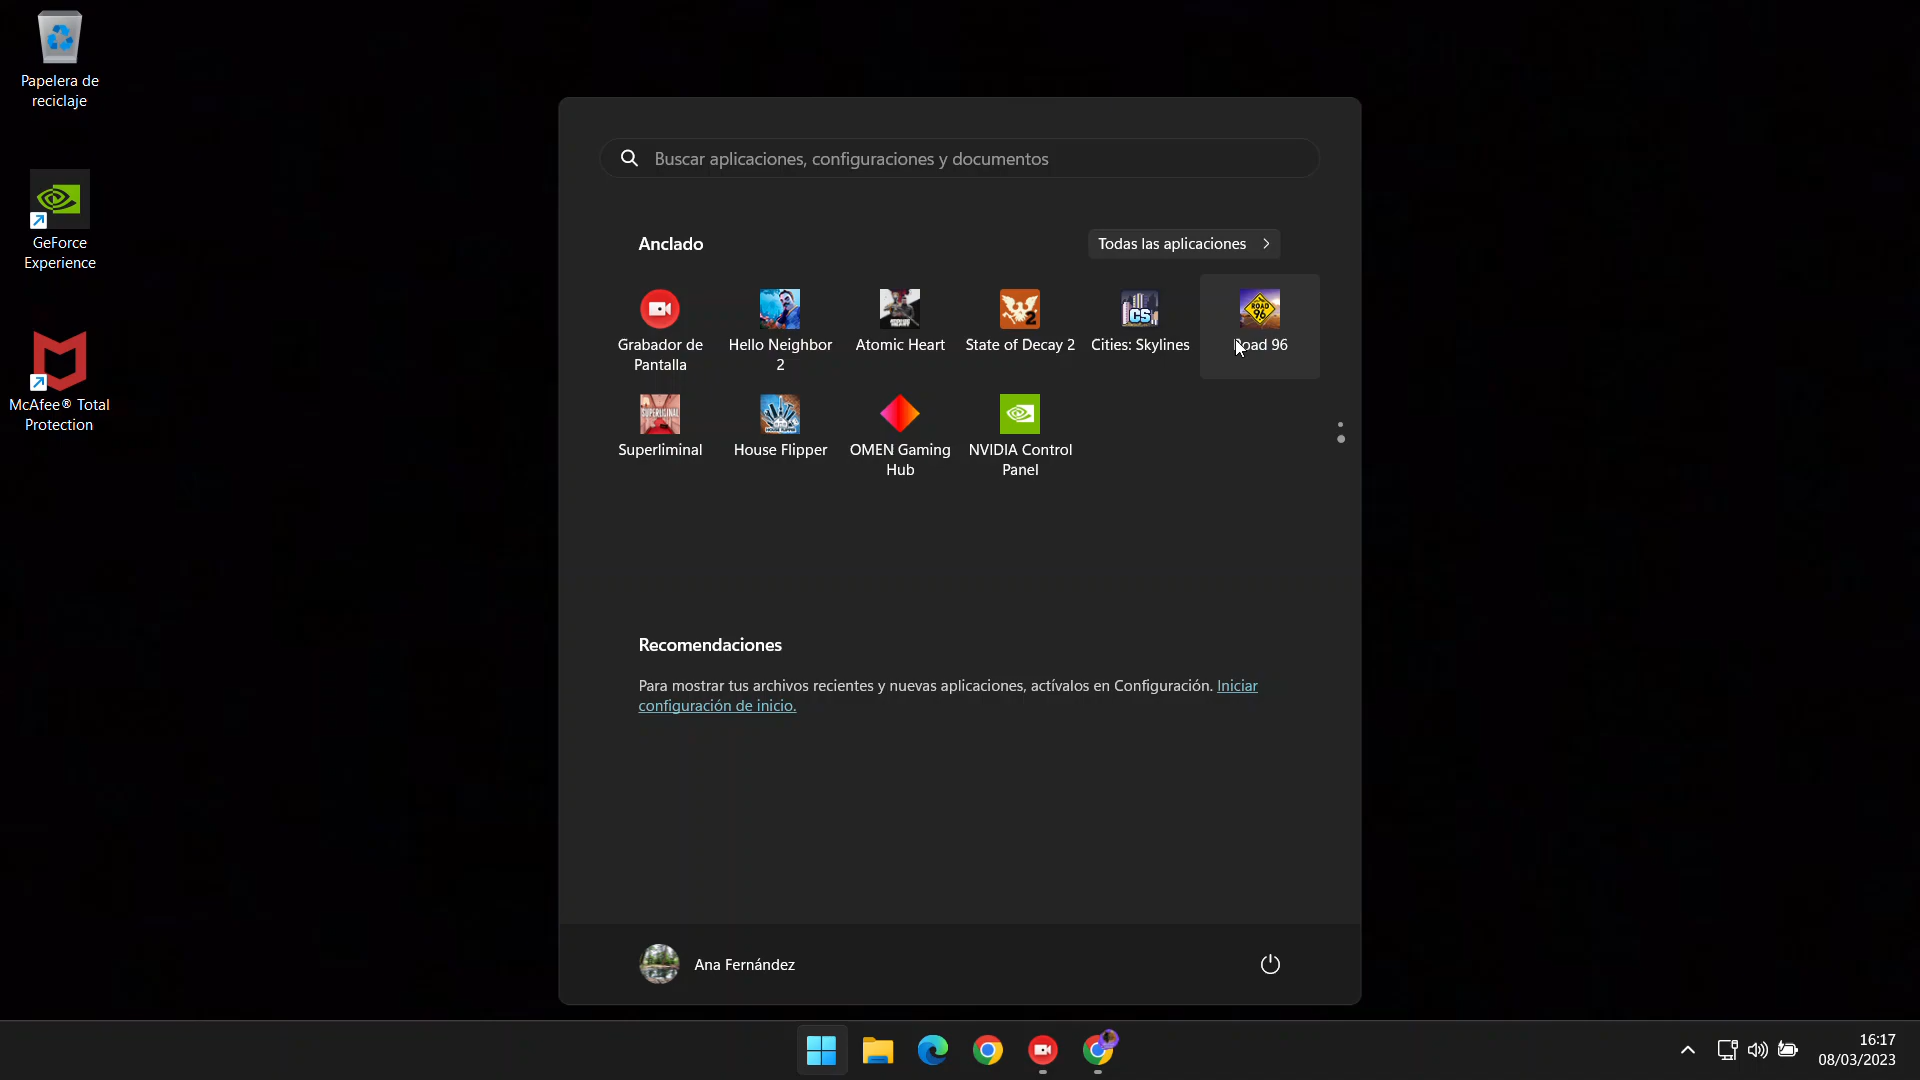 Papelera de
reciclaje
GeForce
Experience
McAfee® Total
Protection
Buscar aplicaciones, configuraciones y documentos
Anclado
Todas las aplicaciones
Grabador de
Pantalla
Hello Neighbor
2
Atomic Heart
State of Decay 2
Cities: Skylines
Road 96
Superliminal
House Flipper
OMEN Gaming
Hub
NVIDIA Control
Panel
Recomendaciones
Para mostrar tus archivos recientes y nuevas aplicaciones, actívalos en Configuración. Iniciar
configuración de inicio.
Ana Fernández
16:17
08/03/2023